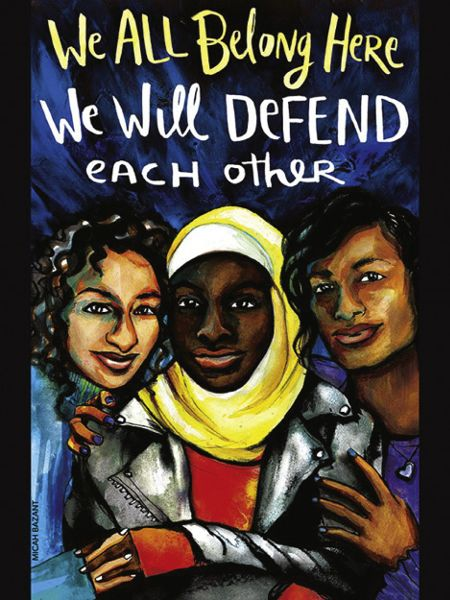 We ALL Belong Here
We Will DEFEND
EACH other
MICAH BAZANT